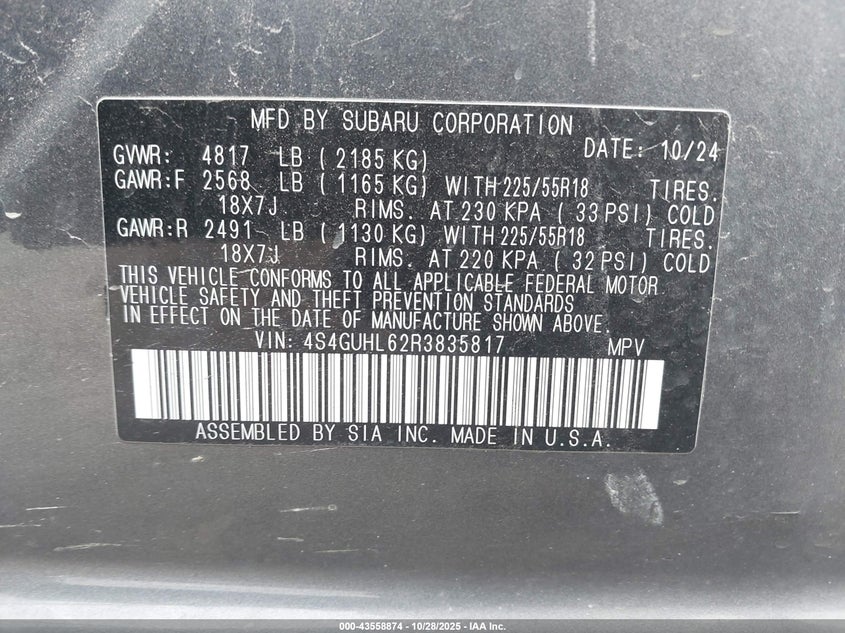 MFD BY SUBARU CORPORATION
GVWR: 4817 LB ( 2185 KG) DATE: 10/24
GAWR:F 2568 LB ( 1165 KG) WITH 225/55R18 TIRES.
18X7J RIMS. AT 230 KPA ( 33 PSI) COLD
GAWR:R 2491 LB ( 1130 KG) WITH 225/55R18 TIRES.
18X7J RIMS. AT 220 KPA ( 32 PSI) COLD
THIS VEHICLE CONFORMS TO ALL APPLICABLE FEDERAL MOTOR
VEHICLE SAFETY AND THEFT PREVENTION STANDARDS
IN EFFECT ON THE DATE OF MANUFACTURE SHOWN ABOVE.
VIN: 4S4GUHL62R3835817 MPV
ASSEMBLED BY SIA INC. MADE IN U.S.A.
000-43558874 | 10/28/2025 - IAA Inc.